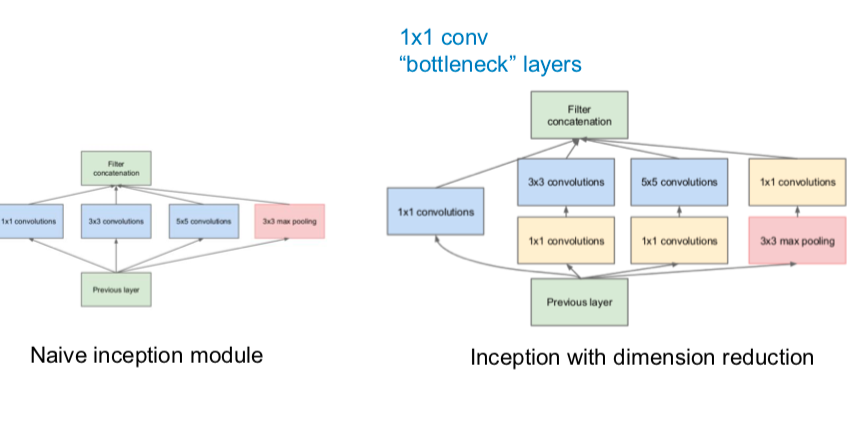 1x1 conv
“bottleneck” layers
Filter
concatenation
1x1 convolutions
3x3 convolutions
5x5 convolutions
3x3 max pooling
Previous layer
Naive inception module
Filter
concatenation
3x3 convolutions
5x5 convolutions
1x1 convolutions
1x1 convolutions
1x1 convolutions
1x1 convolutions
3x3 max pooling
Previous layer
Inception with dimension reduction